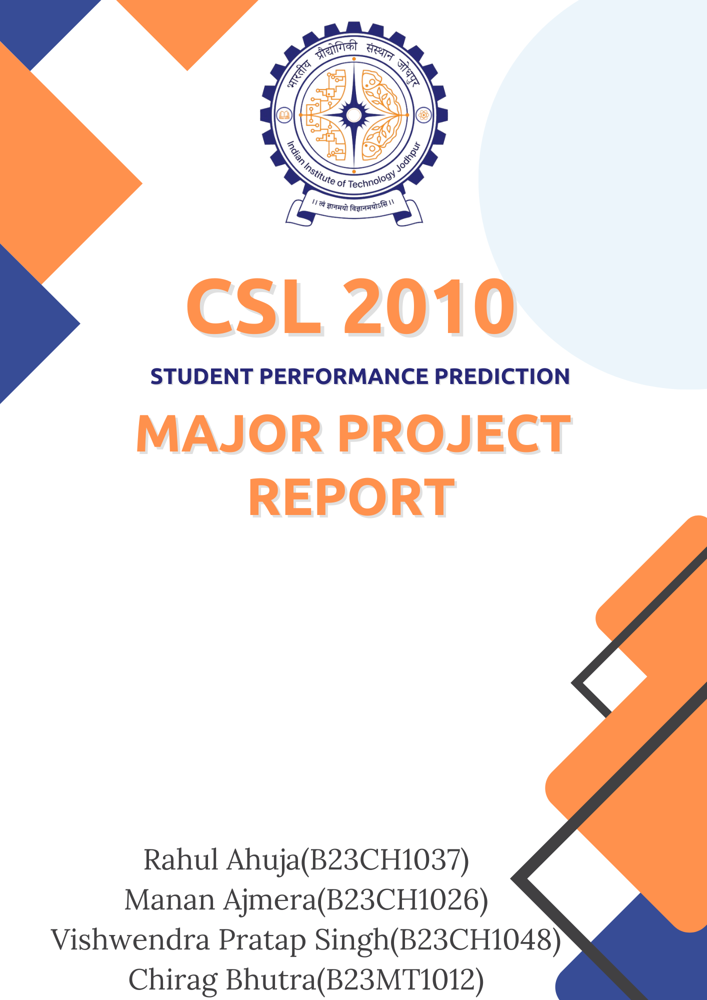 भारतीय प्रौद्योगिकी संस्थान जोधपुर
Indian Institute of Technology Jodhpur
।। त्वं ज्ञानमयो विज्ञानमयोऽसि ।।
CSL 2010
STUDENT PERFORMANCE PREDICTION
MAJOR PROJECT
REPORT
Rahul Ahuja(B23CH1037)
Manan Ajmera(B23CH1026)
Vishwendra Pratap Singh(B23CH1048)
Chirag Bhutra(B23MT1012)